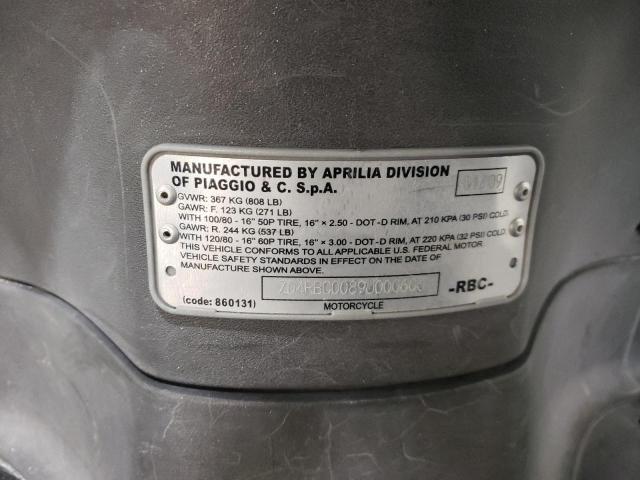 MANUFACTURED BY APRILIA DIVISION
OF PIAGGIO & C. S.p.A.
GVWR: 367 KG (808 LB)
GAWR: F. 123 KG (271 LB)
WITH 100/80 - 16" 50P TIRE, 16" × 2.50 - DOT - D RIM, AT 210 KPA (30 PSI) COLD.
GAWR: R. 244 KG (537 LB)
WITH 120/80 - 16" 60P TIRE, 16" × 3.00 - DOT - D RIM, AT 220 KPA (32 PSI) COLD.
THIS VEHICLE CONFORMS TO ALL APPLICABLE U.S. FEDERAL MOTOR
VEHICLE SAFETY STANDARDS IN EFFECT ON THE DATE OF
MANUFACTURE SHOWN ABOVE.
(code: 860131)
MOTORCYCLE
-RBC-